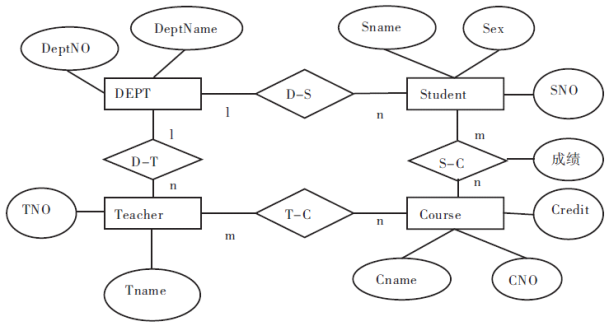 DeptNO
DeptName
Sname
Sex
DEPT
l
D-S
n
Student
SNO
l
m
D-T
S-C
成绩
n
n
TNO
Teacher
m
T-C
n
Course
Credit
Tname
Cname
CNO